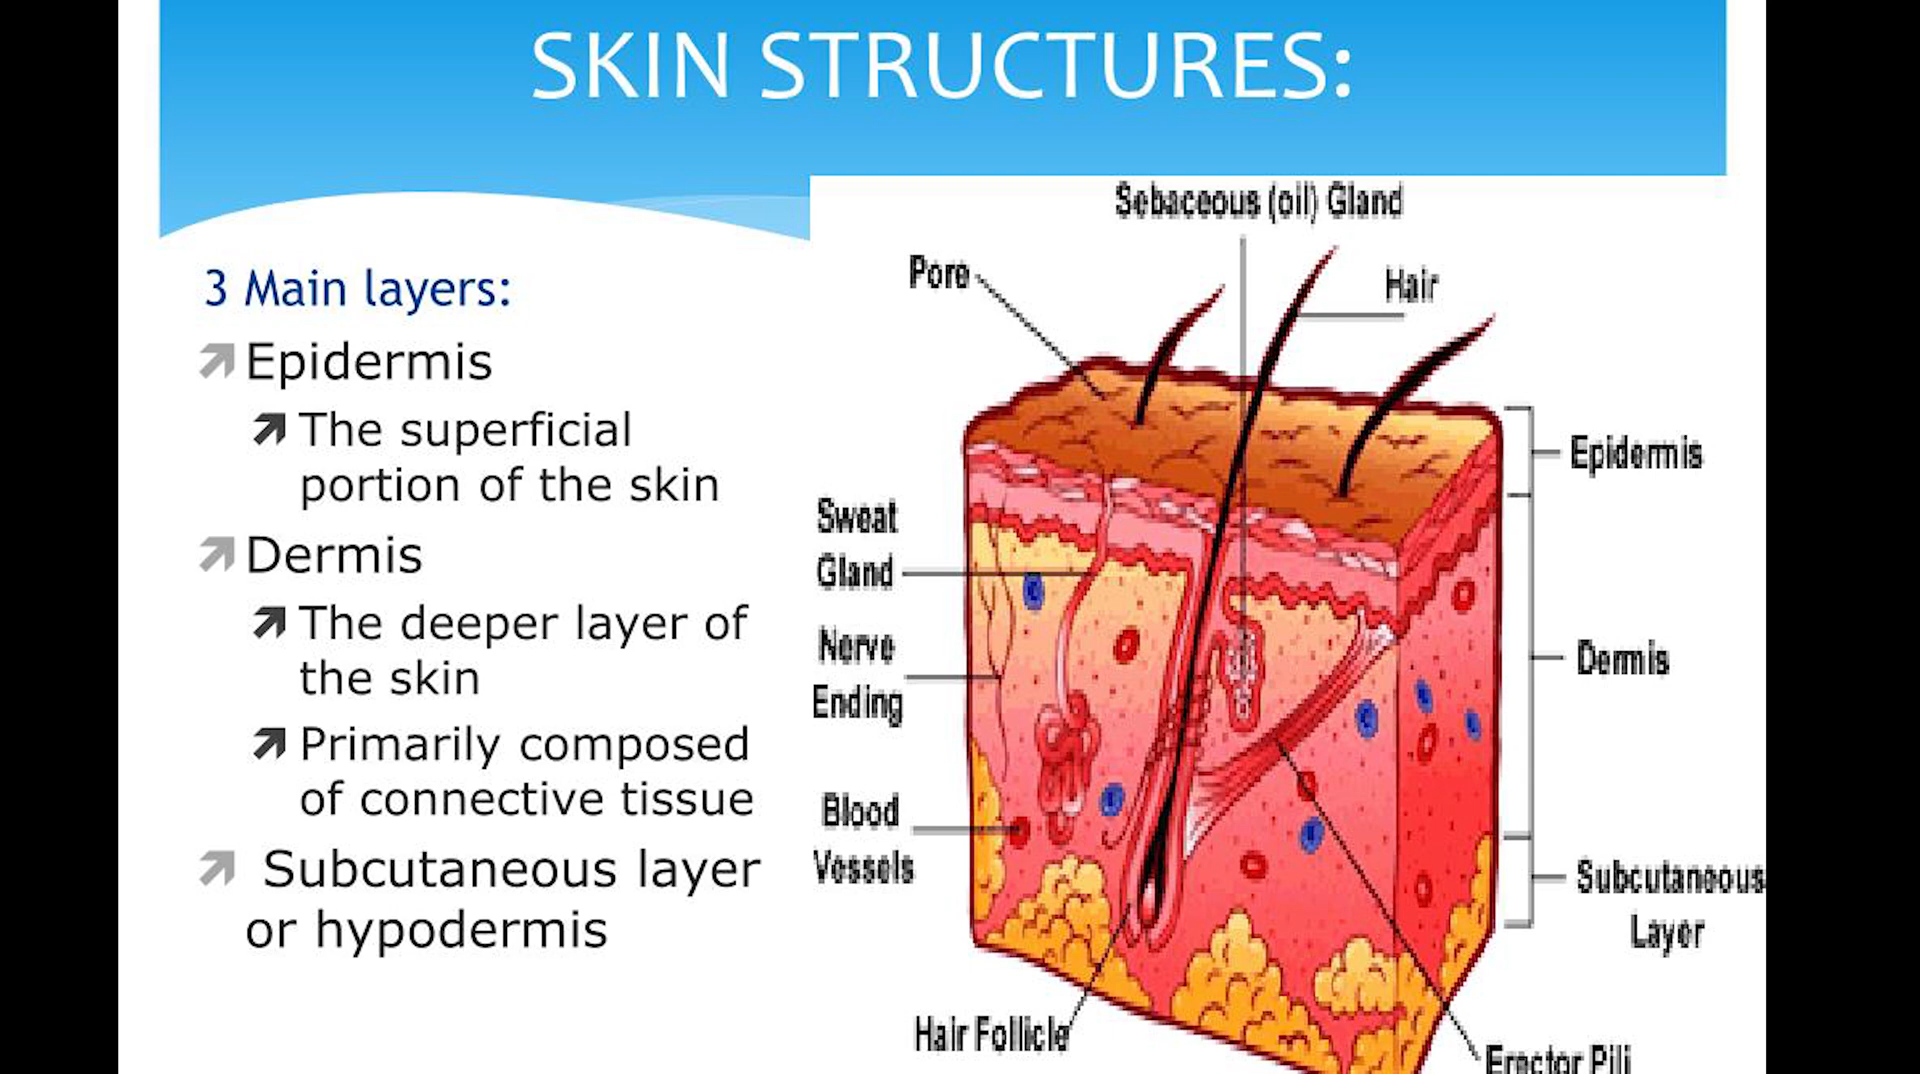 SKIN STRUCTURES:
3 Main layers:
Epidermis
The superficial
portion of the skin
Dermis
The deeper layer of
the skin
Primarily composed
of connective tissue
Subcutaneous layer
or hypodermis
Sebaceous (oil) Gland
Pore
Hair
Epidermis
Sweat
Gland
Nerve
Ending
Dermis
Blood
Vessels
Subcutaneous
Layer
Hair Follicle
Erector Pili